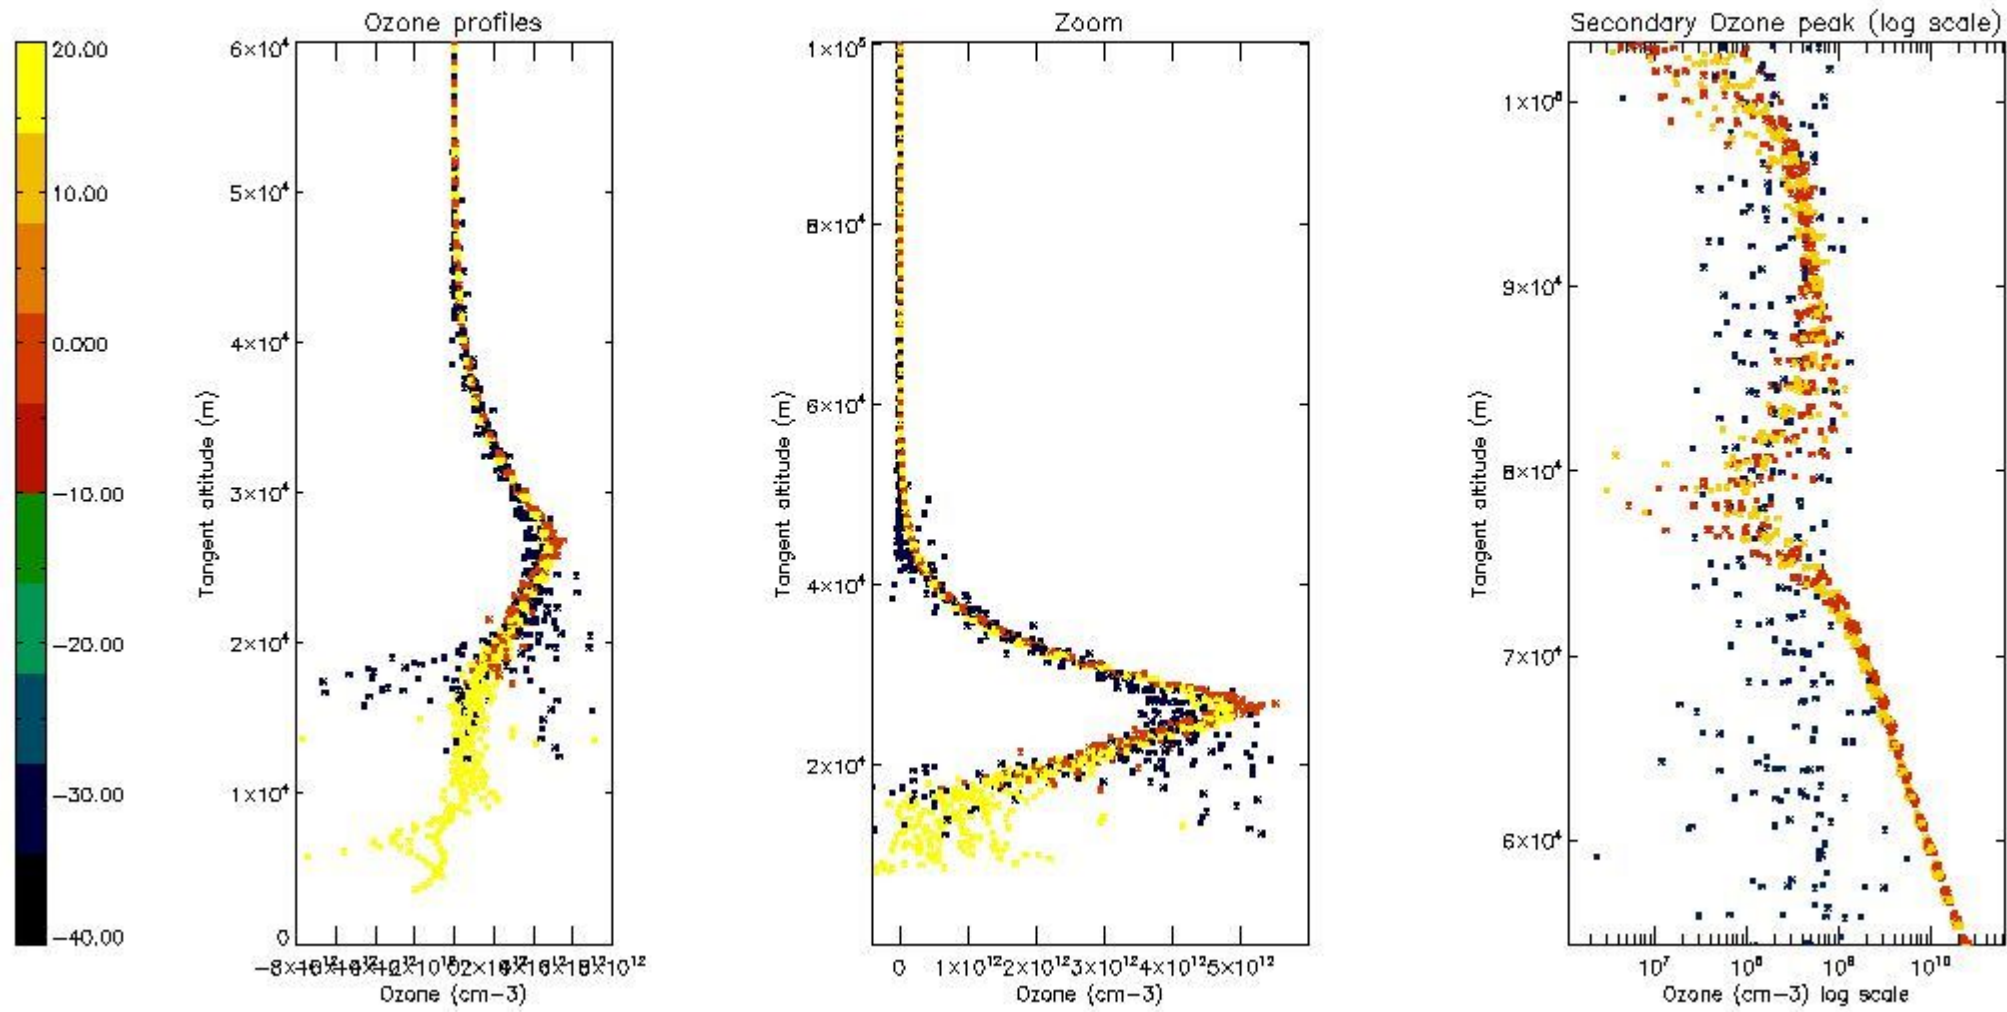 Ozone profiles
Zoom
Secondary Ozone peak (log scale)
20.00
10.00
0.000
−10.00
−20.00
−30.00
−40.00
6×10⁴
5×10⁴
4×10⁴
3×10⁴
2×10⁴
1×10⁴
0
Tangent altitude (m)
Ozone (cm−3)
1×10⁵
8×10⁴
6×10⁴
4×10⁴
2×10⁴
Tangent altitude (m)
0 1×10¹² 2×10¹² 3×10¹² 4×10¹² 5×10¹²
Ozone (cm−3)
1×10⁵
9×10⁴
8×10⁴
7×10⁴
6×10⁴
Tangent altitude (m)
10⁷ 10⁸ 10⁹ 10¹⁰
Ozone (cm−3) log scale